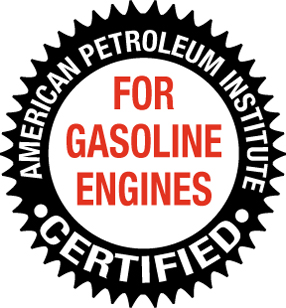 AMERICAN PETROLEUM INSTITUTE
FOR
GASOLINE
ENGINES
• CERTIFIED •